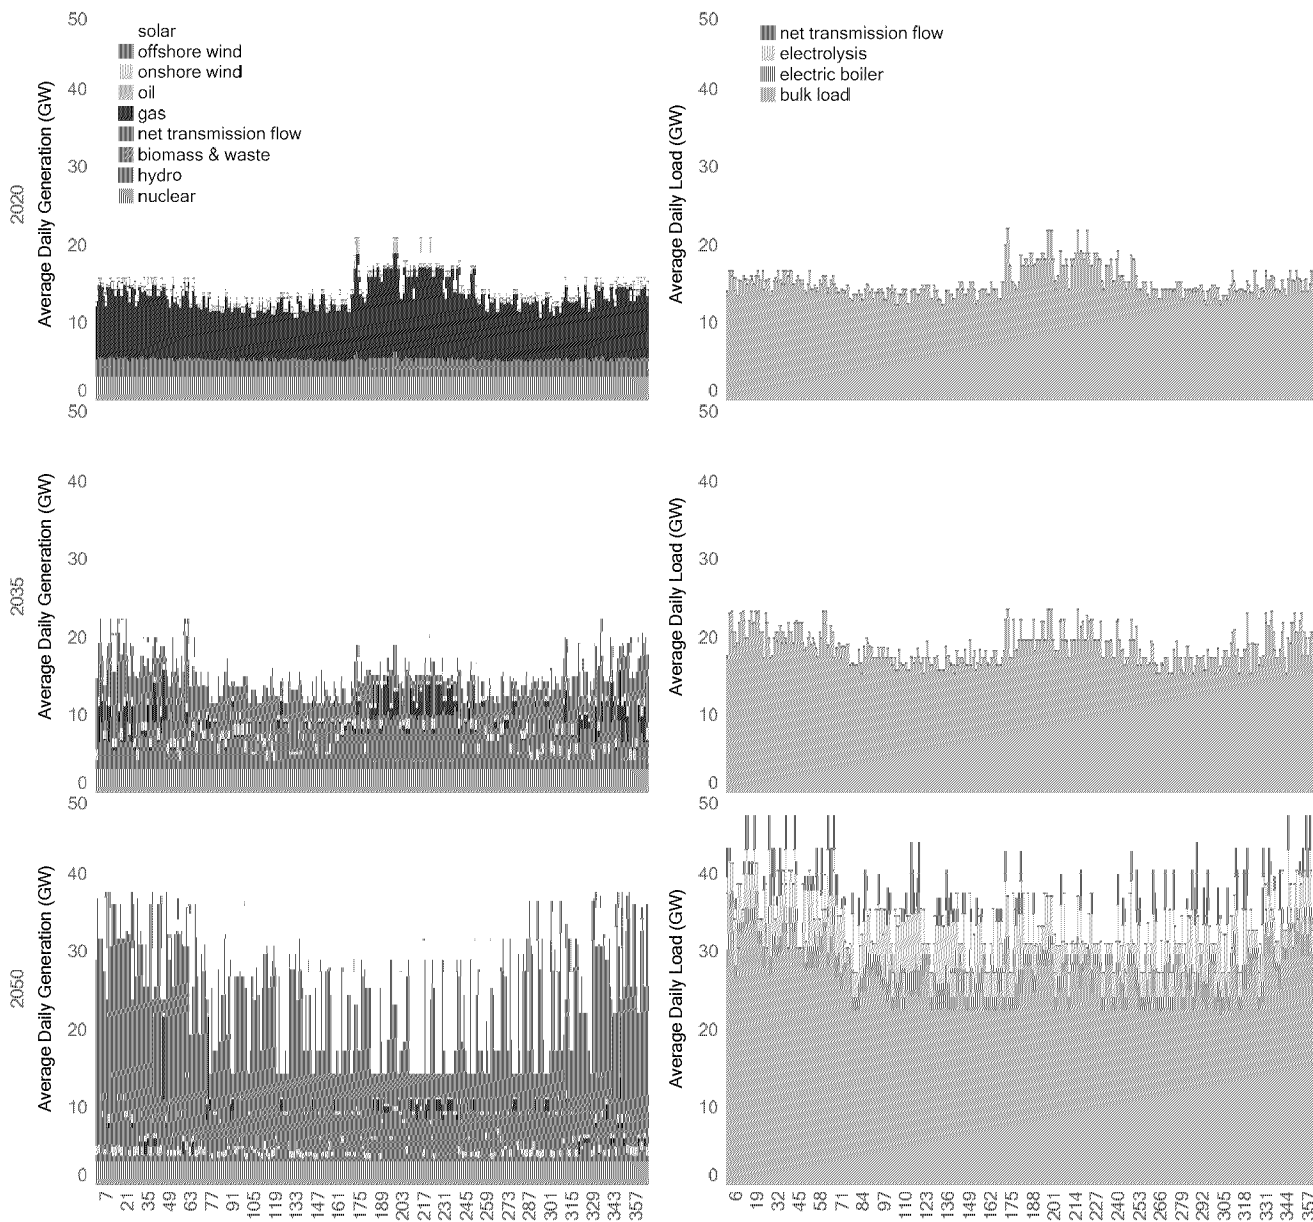 2020
Average Daily Generation (GW)
50
40
30
20
10
0
solar
offshore wind
onshore wind
oil
gas
net transmission flow
biomass & waste
hydro
nuclear
Average Daily Load (GW)
50
40
30
20
10
0
net transmission flow
electrolysis
electric boiler
bulk load
2035
Average Daily Generation (GW)
50
40
30
20
10
0
Average Daily Load (GW)
50
40
30
20
10
0
2050
Average Daily Generation (GW)
50
40
30
20
10
0
7 21 35 49 63 77 91 105 119 133 147 161 175 189 203 217 231 245 259 273 287 301 315 329 343 357
Average Daily Load (GW)
50
40
30
20
10
0
6 19 32 45 58 71 84 97 110 123 136 149 162 175 188 201 214 227 240 253 266 279 292 305 318 331 344 357